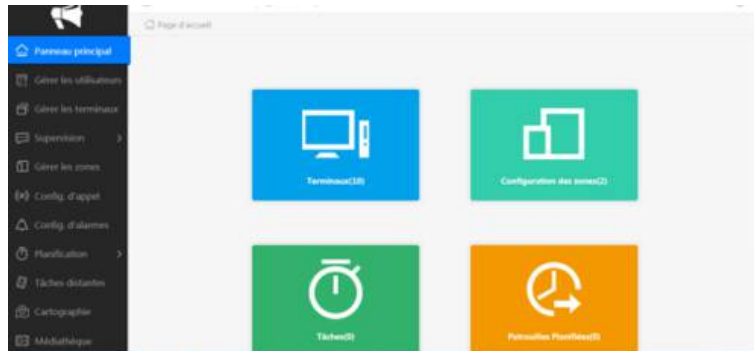 Page d'accueil
Panneau principal
Gérer les utilisateurs
Gérer les terminaux
Supervision
Gérer les zones
Config. d'appel
Config. d'alarmes
Planification
Tâches distantes
Cartographie
Médiathèque
Terminaux(10)
Configuration des zones(2)
Tâches(0)
Patrouilles Planifiées(0)